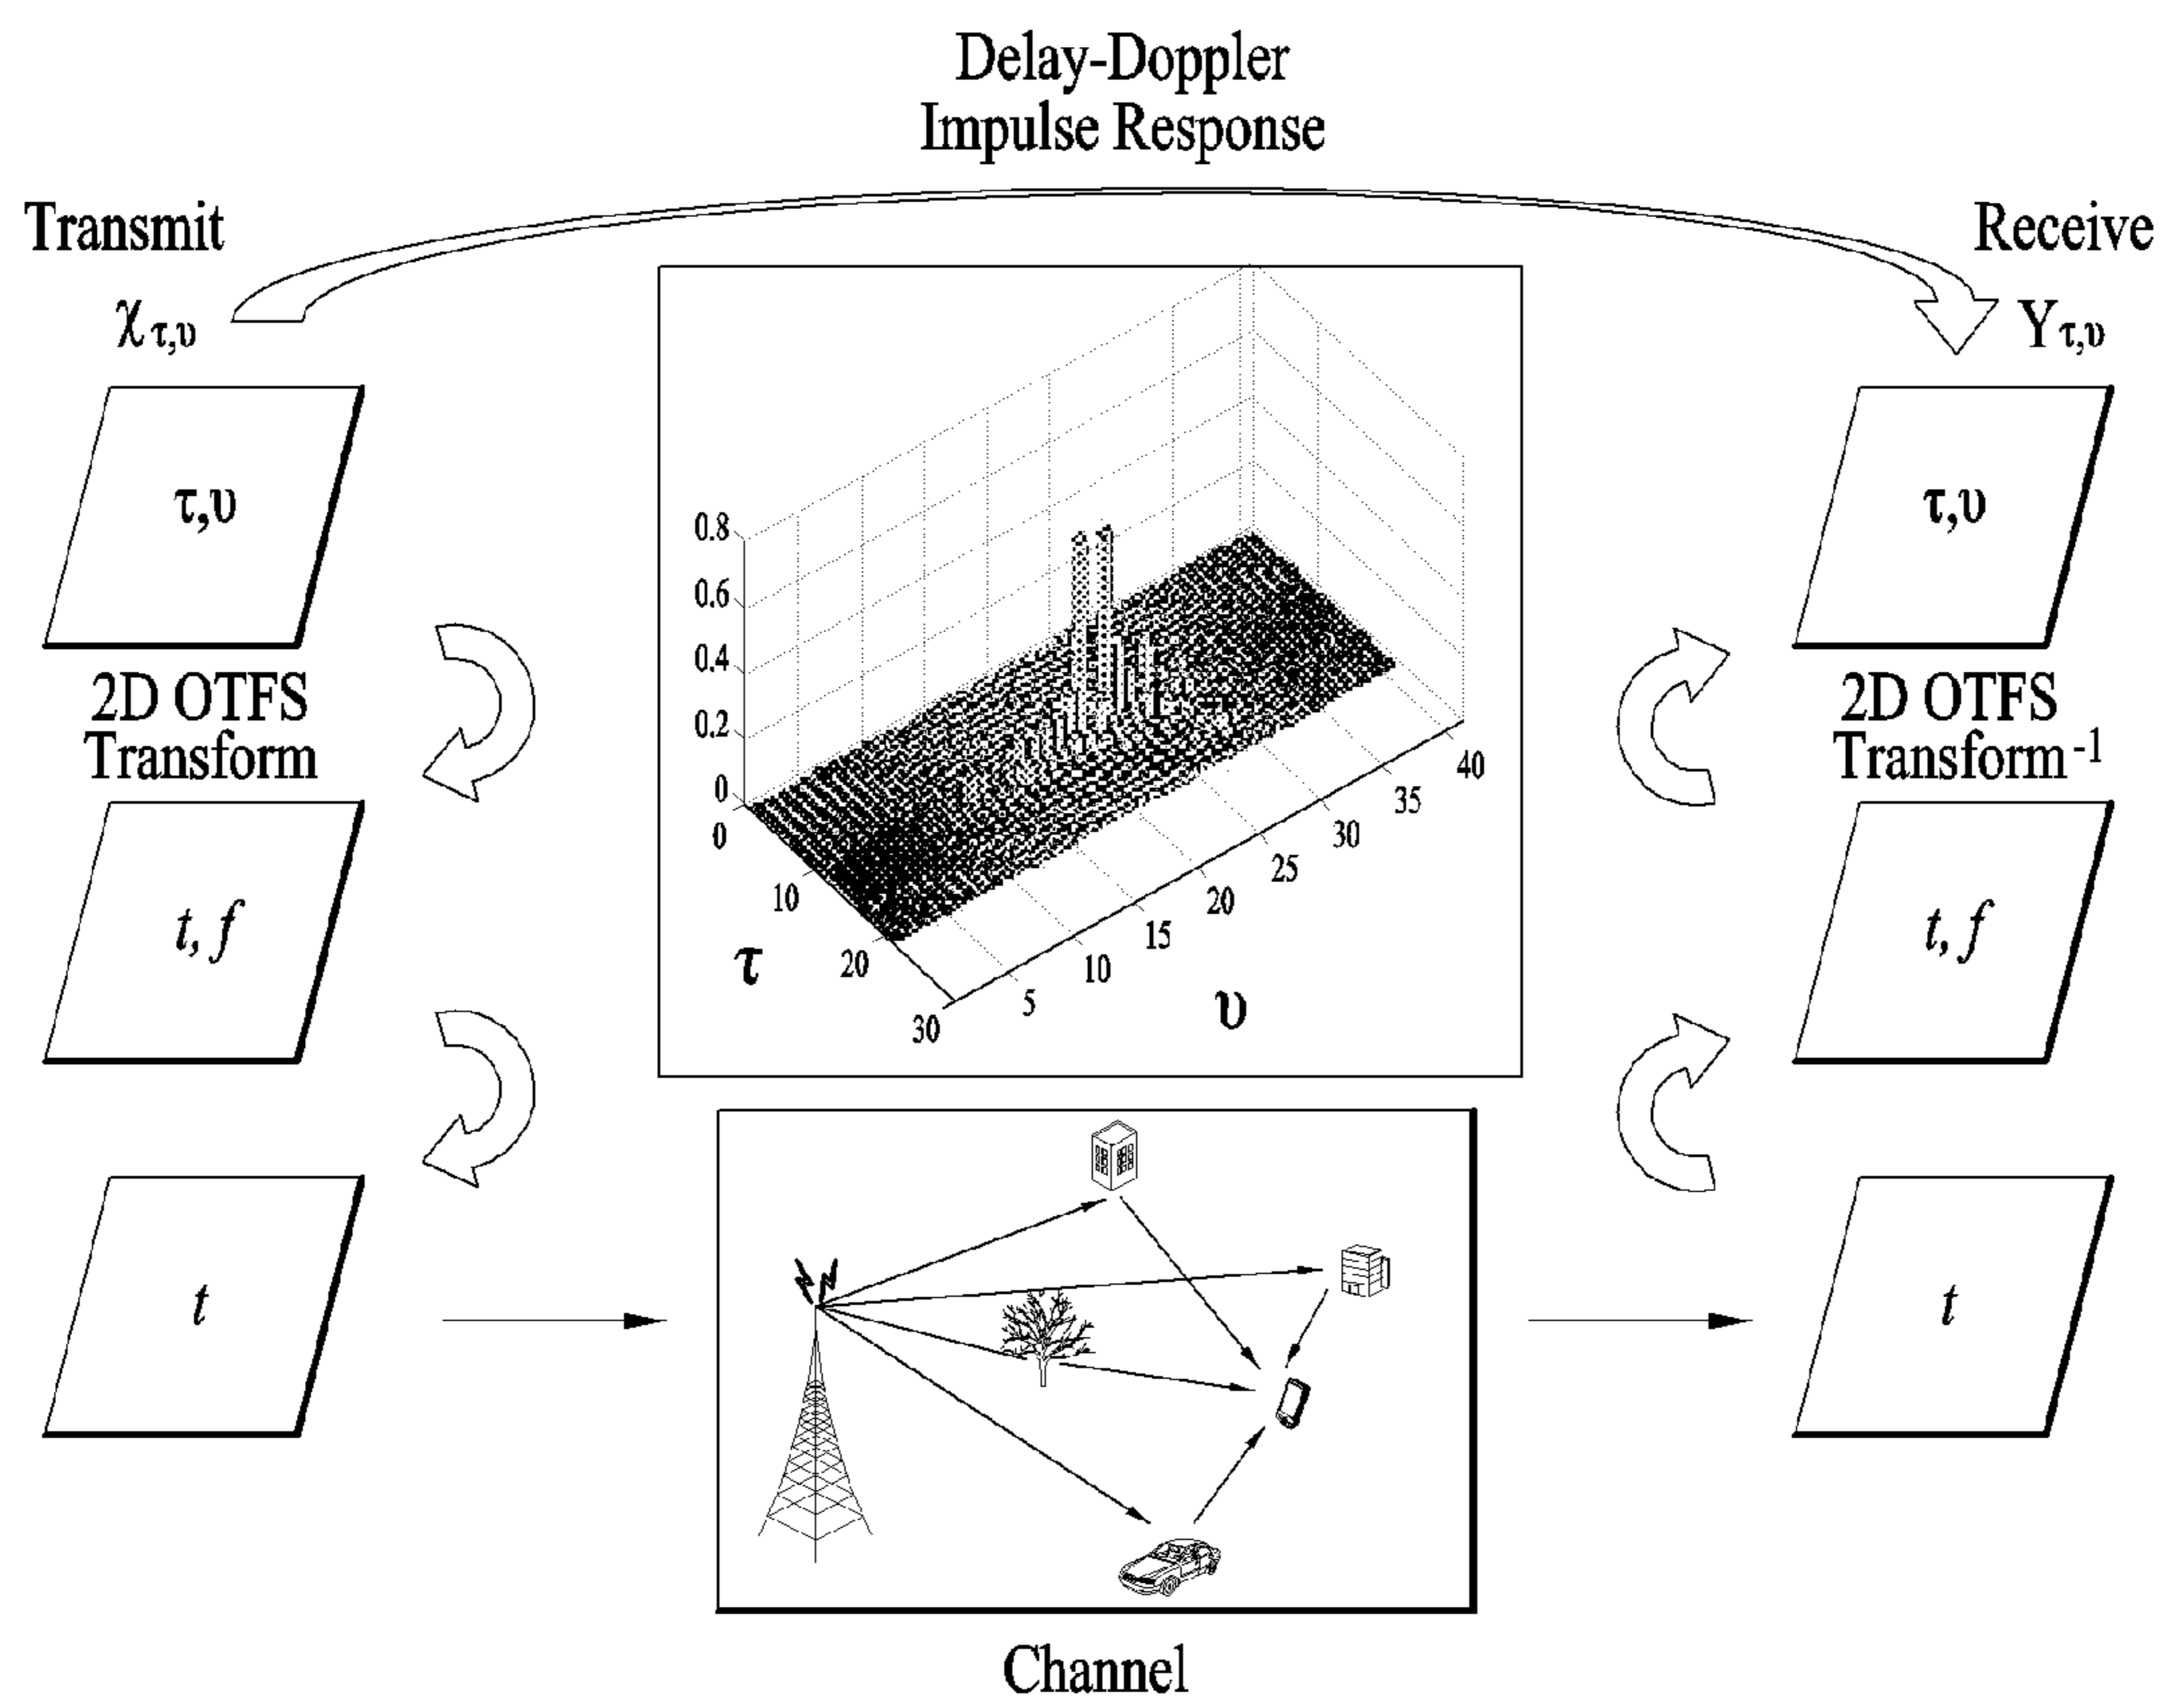 Delay-Doppler
Impulse Response
Transmit
Receive
χτ,υ
Yτ,υ
τ,υ
τ,υ
2D OTFS
Transform
2D OTFS
Transform-1
t, f
t, f
t
t
0.8
0.6
0.4
0.2
0
0
10
20
30
τ
5
10
15
20
25
30
35
40
υ
Channel